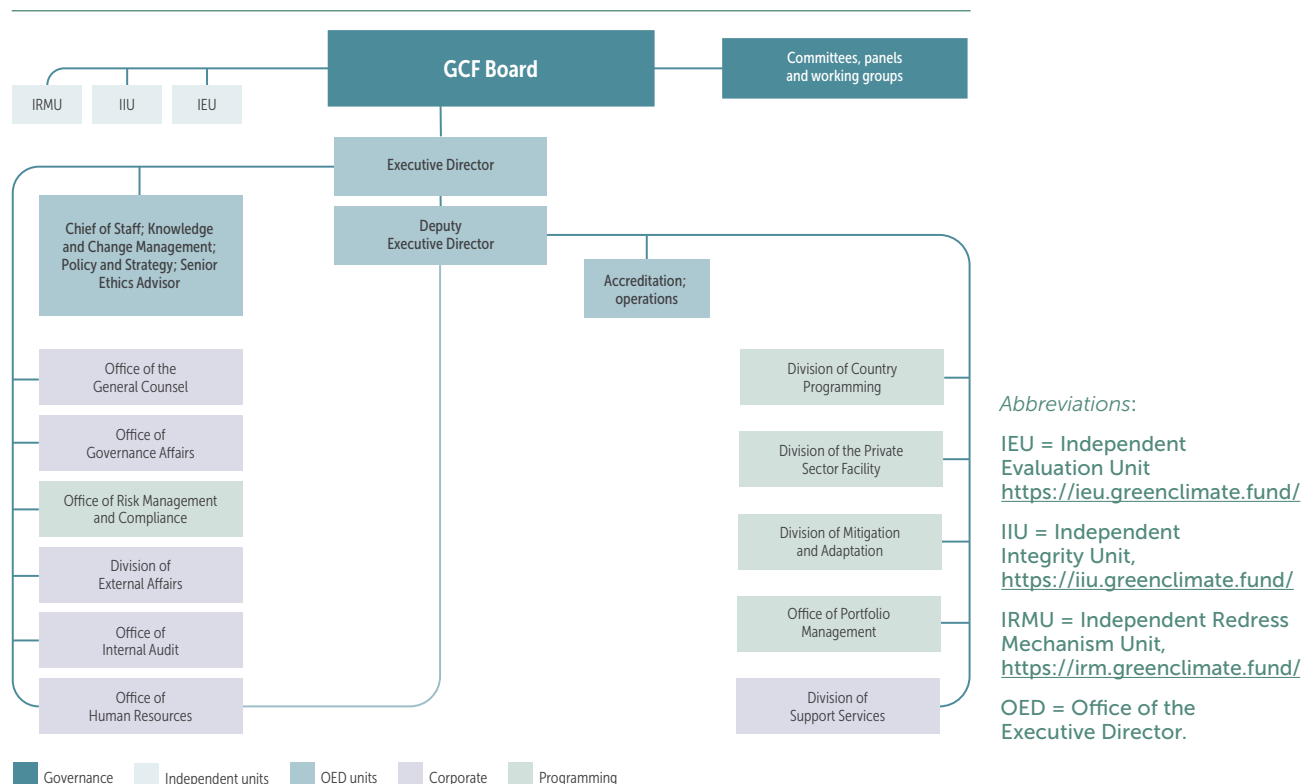 GCF Board
Committees, panels
and working groups
IRMU
IIU
IEU
Executive Director
Chief of Staff; Knowledge
and Change Management;
Policy and Strategy; Senior
Ethics Advisor
Deputy
Executive Director
Accreditation;
operations
Office of the
General Counsel
Office of
Governance Affairs
Office of Risk Management
and Compliance
Division of
External Affairs
Office of
Internal Audit
Office of
Human Resources
Division of Country
Programming
Division of the Private
Sector Facility
Division of Mitigation
and Adaptation
Office of Portfolio
Management
Division of
Support Services
Abbreviations:
IEU = Independent
Evaluation Unit
https://ieu.greenclimate.fund/
IIU = Independent
Integrity Unit,
https://iiu.greenclimate.fund/
IRMU = Independent Redress
Mechanism Unit,
https://irm.greenclimate.fund/
OED = Office of the
Executive Director.
Governance
Independent units
OED units
Corporate
Programming